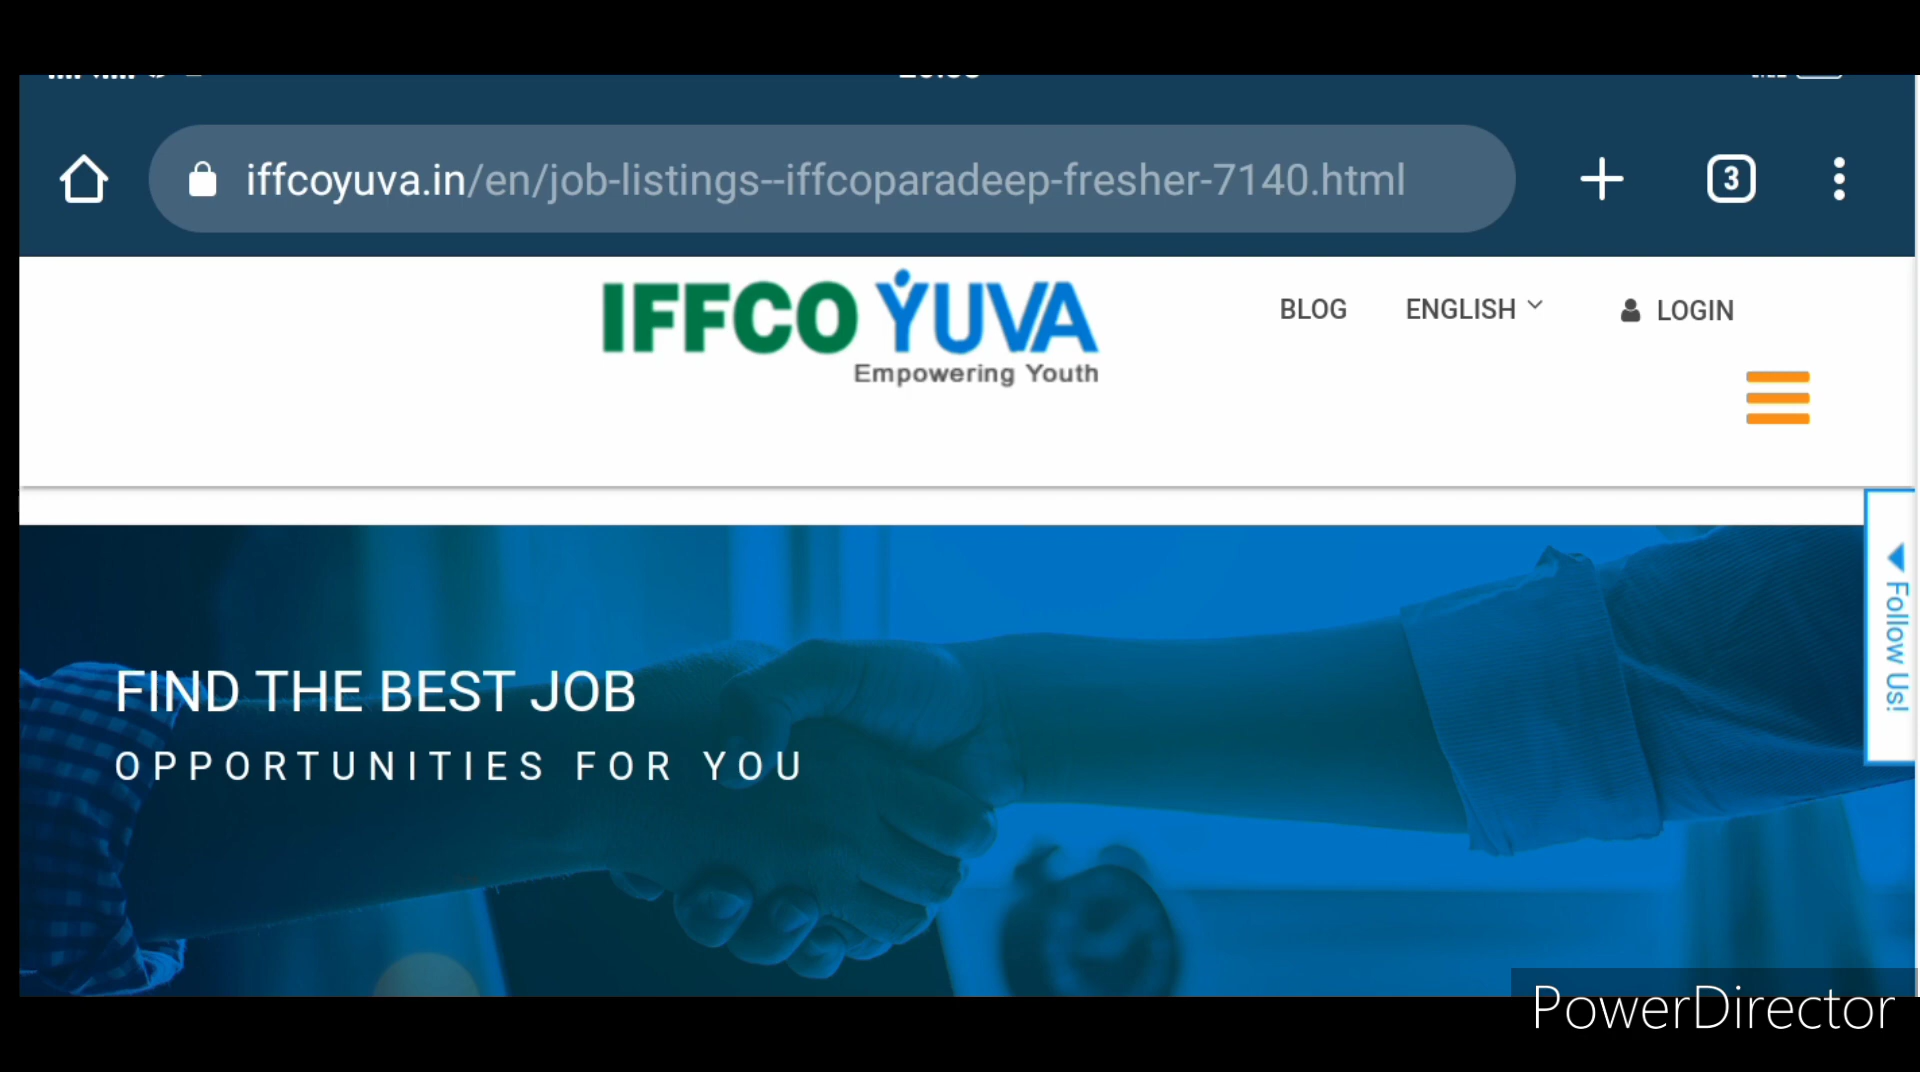 iffcoyuva.in/en/job-listings--iffcoparadeep-fresher-7140.html
3
IFFCO YUVA
Empowering Youth
BLOG
ENGLISH
LOGIN
Follow Us!
FIND THE BEST JOB
OPPORTUNITIES FOR YOU
PowerDirector